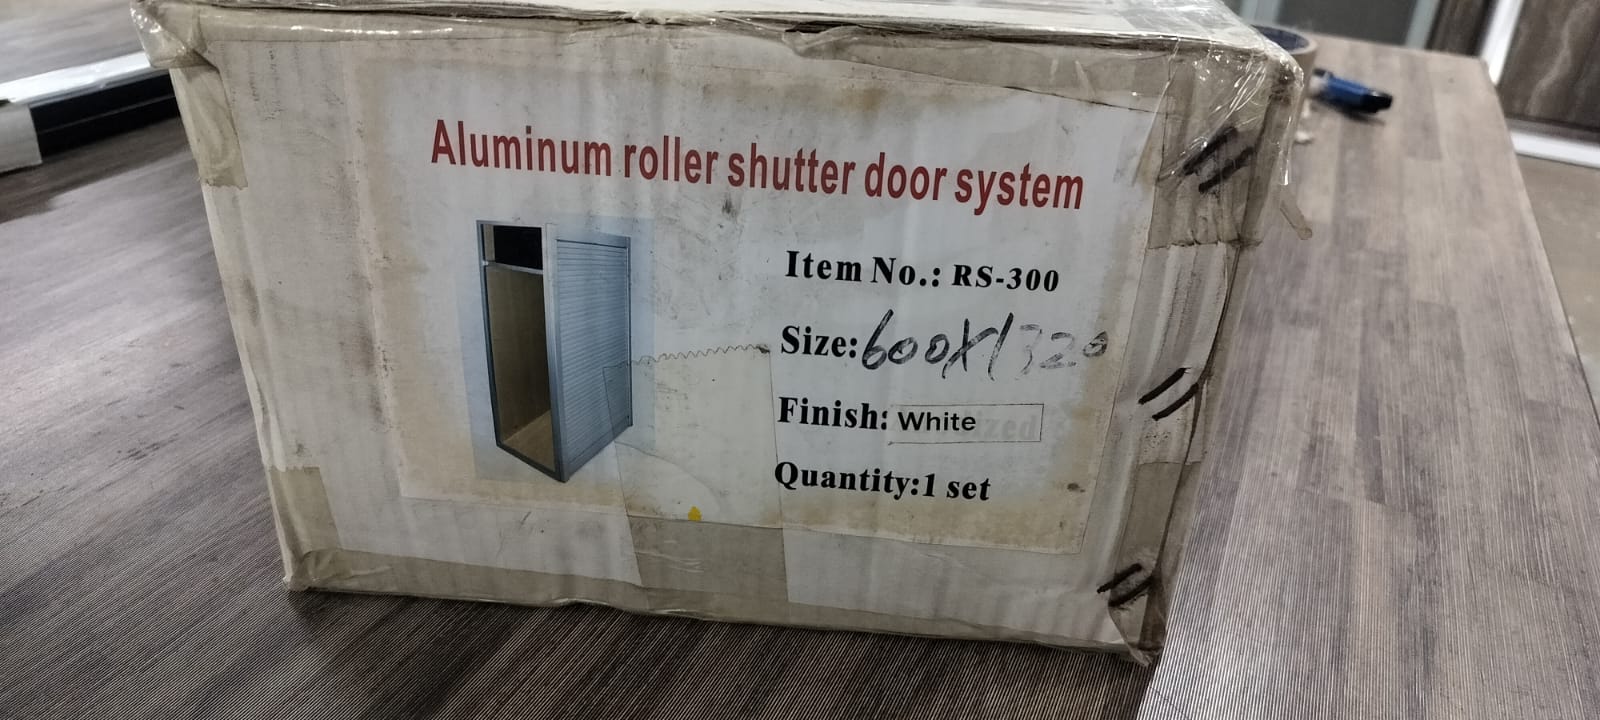 Aluminum roller shutter door system
Item No.: RS-300
Size: 600X1320
Finish: White
Quantity:1 set